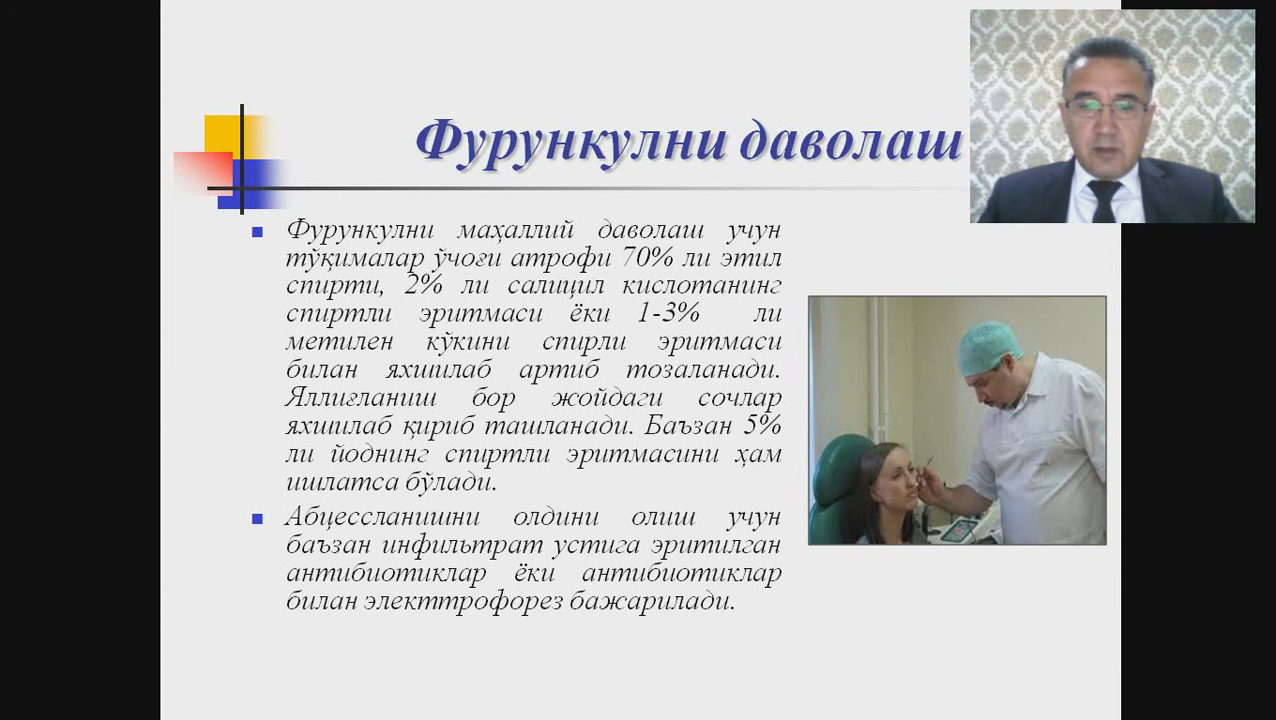 Фурункулни даволаш
Фурункулни маҳаллий даволаш учун
тўқималар ўчоғи атрофи 70% ли этил
спирти, 2% ли салицил кислотанинг
спиртли эритмаси ёки 1-3% ли
метилен кўкини спирли эритмаси
билан яхшилаб артиб тозаланади.
Яллиғланиш бор жойдаги сочлар
яхшилаб қириб ташланади. Баъзан 5%
ли йоднинг спиртли эритмасини ҳам
ишлатса бўлади.
Абцессланишни олдини олиш учун
баъзан инфильтрат устига эритилган
антибиотиклар ёки антибиотиклар
билан электтрофорез бажарилади.